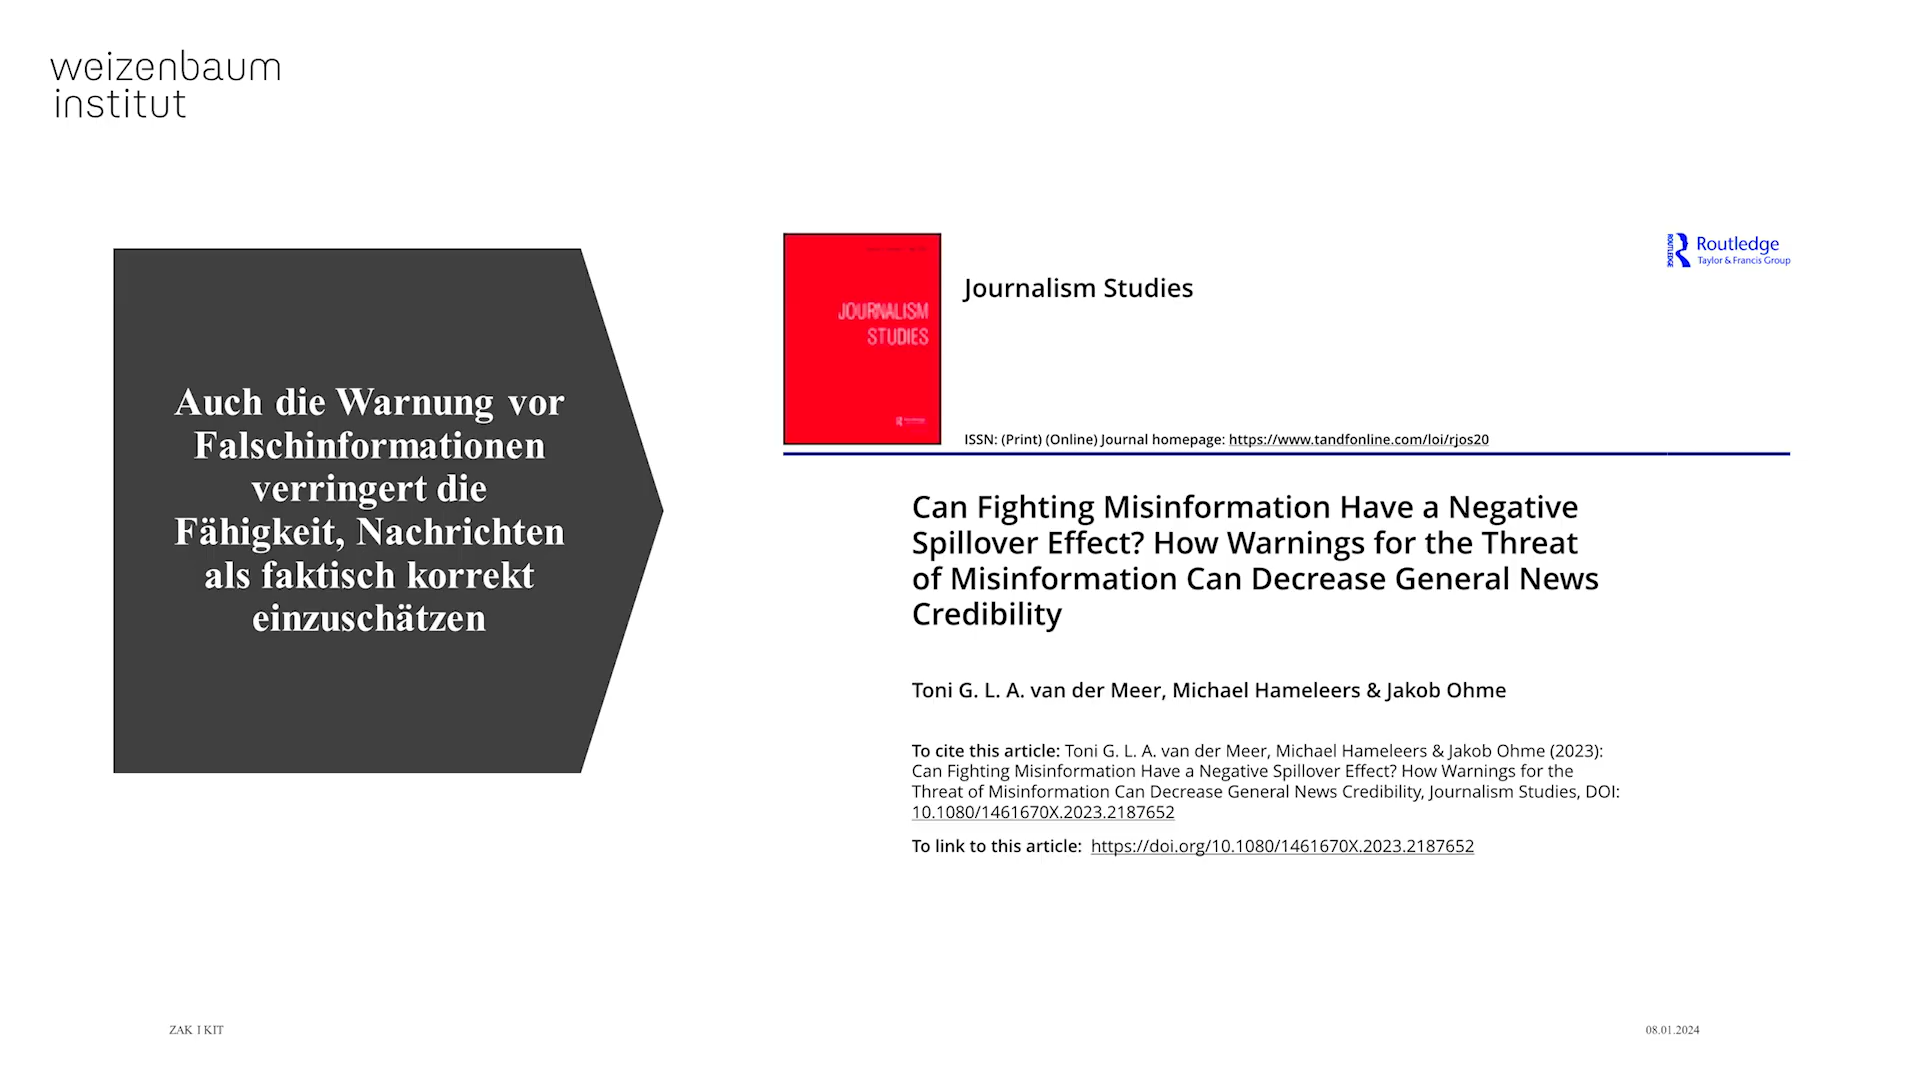 weizenbaum
institut
Auch die Warnung vor
Falschinformationen
verringert die
Fähigkeit, Nachrichten
als faktisch korrekt
einzuschätzen
JOURNALISM
STUDIES
Journalism Studies
ROUTLEDGE
Routledge
Taylor & Francis Group
ISSN: (Print) (Online) Journal homepage: https://www.tandfonline.com/loi/rjos20
Can Fighting Misinformation Have a Negative
Spillover Effect? How Warnings for the Threat
of Misinformation Can Decrease General News
Credibility
Toni G. L. A. van der Meer, Michael Hameleers & Jakob Ohme
To cite this article: Toni G. L. A. van der Meer, Michael Hameleers & Jakob Ohme (2023):
Can Fighting Misinformation Have a Negative Spillover Effect? How Warnings for the
Threat of Misinformation Can Decrease General News Credibility, Journalism Studies, DOI:
10.1080/1461670X.2023.2187652
To link to this article: https://doi.org/10.1080/1461670X.2023.2187652
ZAK I KIT
08.01.2024